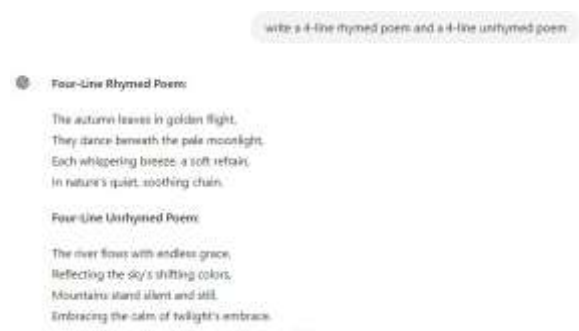 write a 4-line rhymed poem and a 4-line unrhymed poem
Four-Line Rhymed Poem:
The autumn leaves in golden flight,
They dance beneath the pale moonlight,
Each whispering breeze, a soft refrain,
In nature's quiet, soothing chain.
Four-Line Unrhymed Poem:
The river flows with endless grace,
Reflecting the sky's shifting colors,
Mountains stand silent and still,
Embracing the calm of twilight's embrace.